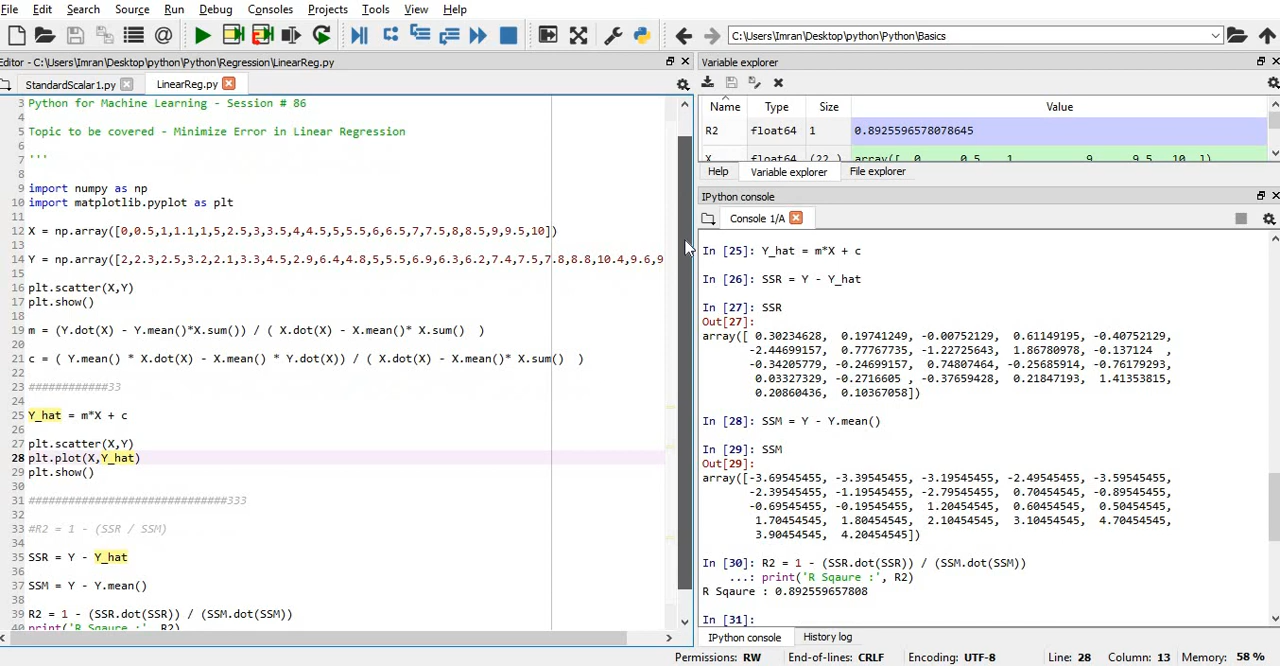 File Edit Search Source Run Debug Consoles Projects Tools View Help
C:\Users\Imran\Desktop\python\Python\Basics
Editor - C:\Users\Imran\Desktop\python\Python\Regression\LinearReg.py
StandardScalar1.py LinearReg.py
3 Python for Machine Learning - Session # 86
4
5 Topic to be covered - Minimize Error in Linear Regression
6
7 '''
8
9 import numpy as np
10 import matplotlib.pyplot as plt
11
12 X = np.array([0,0.5,1,1.1,1,5,2.5,3,3.5,4,4.5,5,5.5,6,6.5,7,7.5,8,8.5,9,9.5,10])
13
14 Y = np.array([2,2.3,2.5,3.2,2.1,3.3,4.5,2.9,6.4,4.8,5,5.5,6.9,6.3,6.2,7.4,7.5,7.8,8.8,10.4,9.6,9
15
16 plt.scatter(X,Y)
17 plt.show()
18
19 m = (Y.dot(X) - Y.mean()*X.sum()) / ( X.dot(X) - X.mean()* X.sum() )
20
21 c = ( Y.mean() * X.dot(X) - X.mean() * Y.dot(X)) / ( X.dot(X) - X.mean()* X.sum() )
22
23 ############33
24
25 Y_hat = m*X + c
26
27 plt.scatter(X,Y)
28 plt.plot(X,Y_hat)
29 plt.show()
30
31 ##############################333
32
33 #R2 = 1 - (SSR / SSM)
34
35 SSR = Y - Y_hat
36
37 SSM = Y - Y.mean()
38
39 R2 = 1 - (SSR.dot(SSR)) / (SSM.dot(SSM))
40 print('R Sqaure :', R2)
Variable explorer
Name Type Size Value
R2 float64 1 0.8925596578078645
X float64 (22,) array([ 0. , 0.5, 1. , 9. , 9.5, 10. ])
Help Variable explorer File explorer
IPython console
Console 1/A
In [25]: Y_hat = m*X + c
In [26]: SSR = Y - Y_hat
In [27]: SSR
Out[27]:
array([ 0.30234628, 0.19741249, -0.00752129, 0.61149195, -0.40752129,
-2.44699157, 0.77767735, -1.22725643, 1.86780978, -0.137124 ,
-0.34205779, -0.24699157, 0.74807464, -0.25685914, -0.76179293,
0.03327329, -0.2716605 , -0.37659428, 0.21847193, 1.41353815,
0.20860436, 0.10367058])
In [28]: SSM = Y - Y.mean()
In [29]: SSM
Out[29]:
array([-3.69545455, -3.39545455, -3.19545455, -2.49545455, -3.59545455,
-2.39545455, -1.19545455, -2.79545455, 0.70454545, -0.89545455,
-0.69545455, -0.19545455, 1.20454545, 0.60454545, 0.50454545,
1.70454545, 1.80454545, 2.10454545, 3.10454545, 4.70454545,
3.90454545, 4.20454545])
In [30]: R2 = 1 - (SSR.dot(SSR)) / (SSM.dot(SSM))
...: print('R Sqaure :', R2)
R Sqaure : 0.892559657808
In [31]:
IPython console History log
Permissions: RW End-of-lines: CRLF Encoding: UTF-8 Line: 28 Column: 13 Memory: 58 %